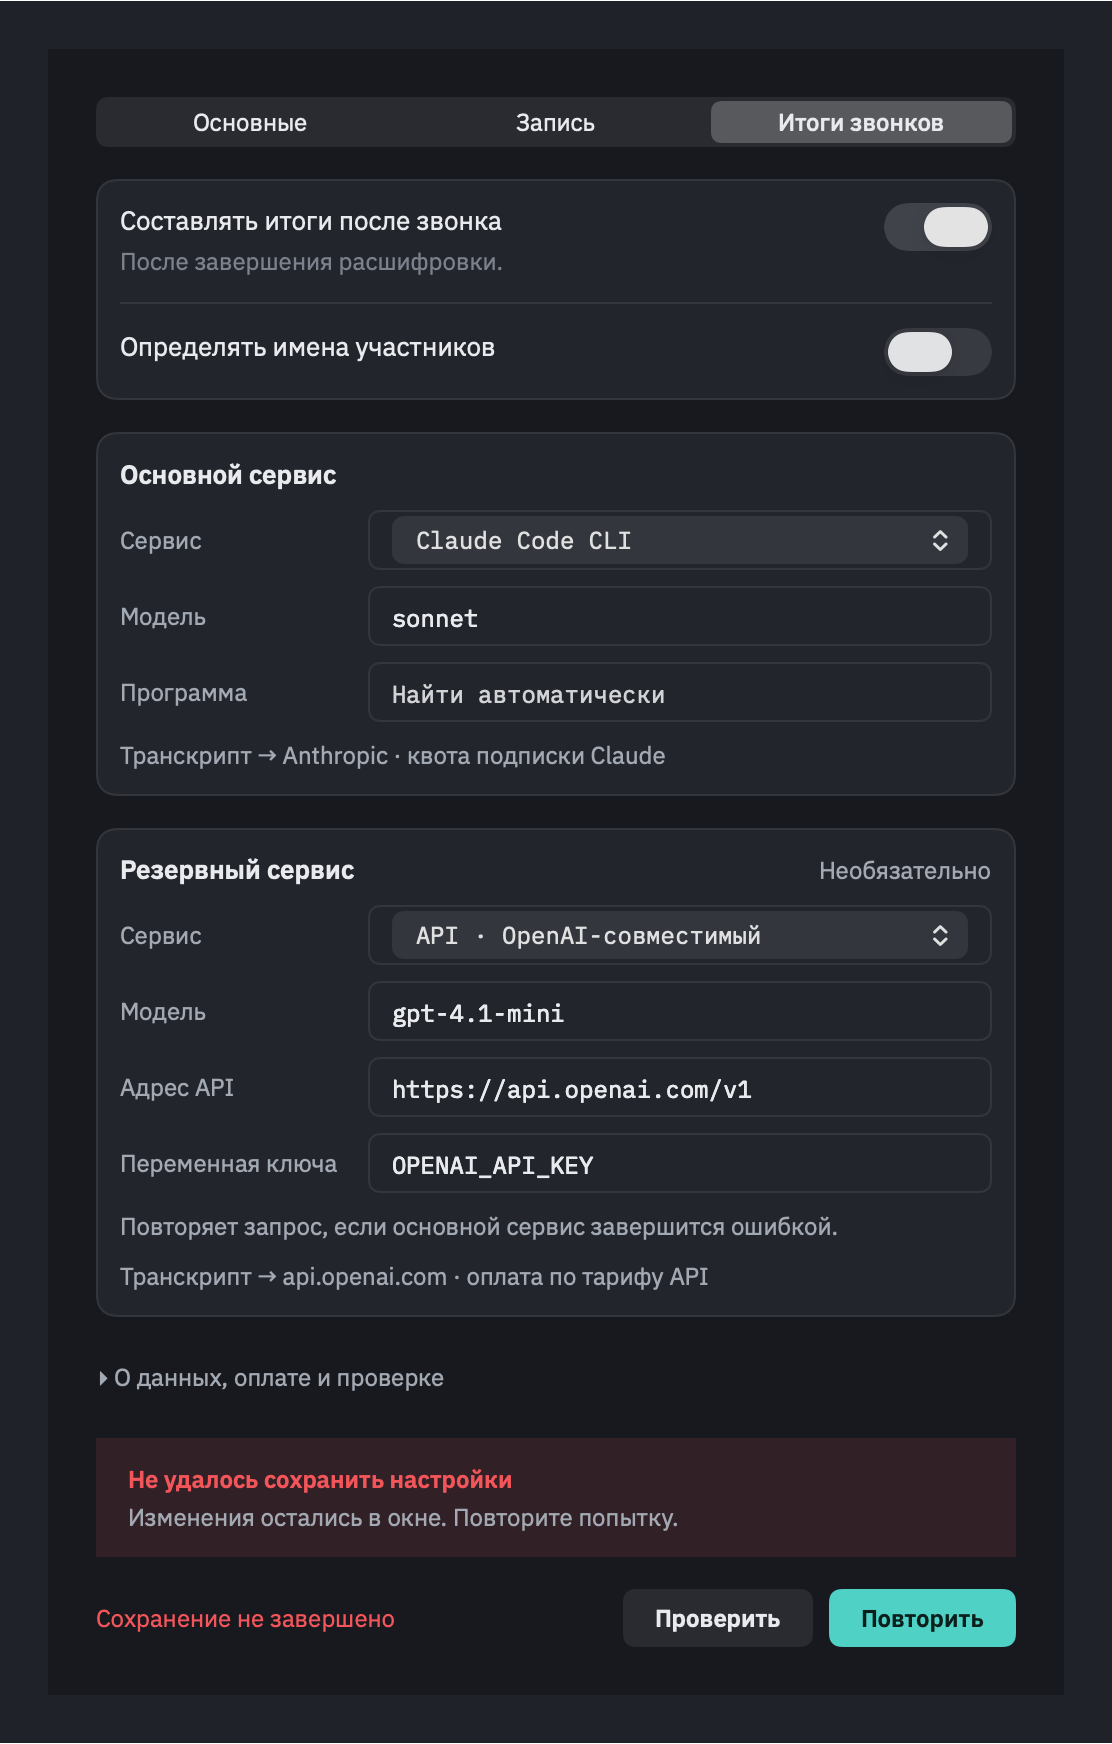 Основные Запись Итоги звонков
Составлять итоги после звонка
После завершения расшифровки.
Определять имена участников
Основной сервис
Сервис Claude Code CLI
Модель sonnet
Программа Найти автоматически
Транскрипт → Anthropic · квота подписки Claude
Резервный сервис Необязательно
Сервис API · OpenAI-совместимый
Модель gpt-4.1-mini
Адрес API https://api.openai.com/v1
Переменная ключа OPENAI_API_KEY
Повторяет запрос, если основной сервис завершится ошибкой.
Транскрипт → api.openai.com · оплата по тарифу API
О данных, оплате и проверке
Не удалось сохранить настройки
Изменения остались в окне. Повторите попытку.
Сохранение не завершено Проверить Повторить